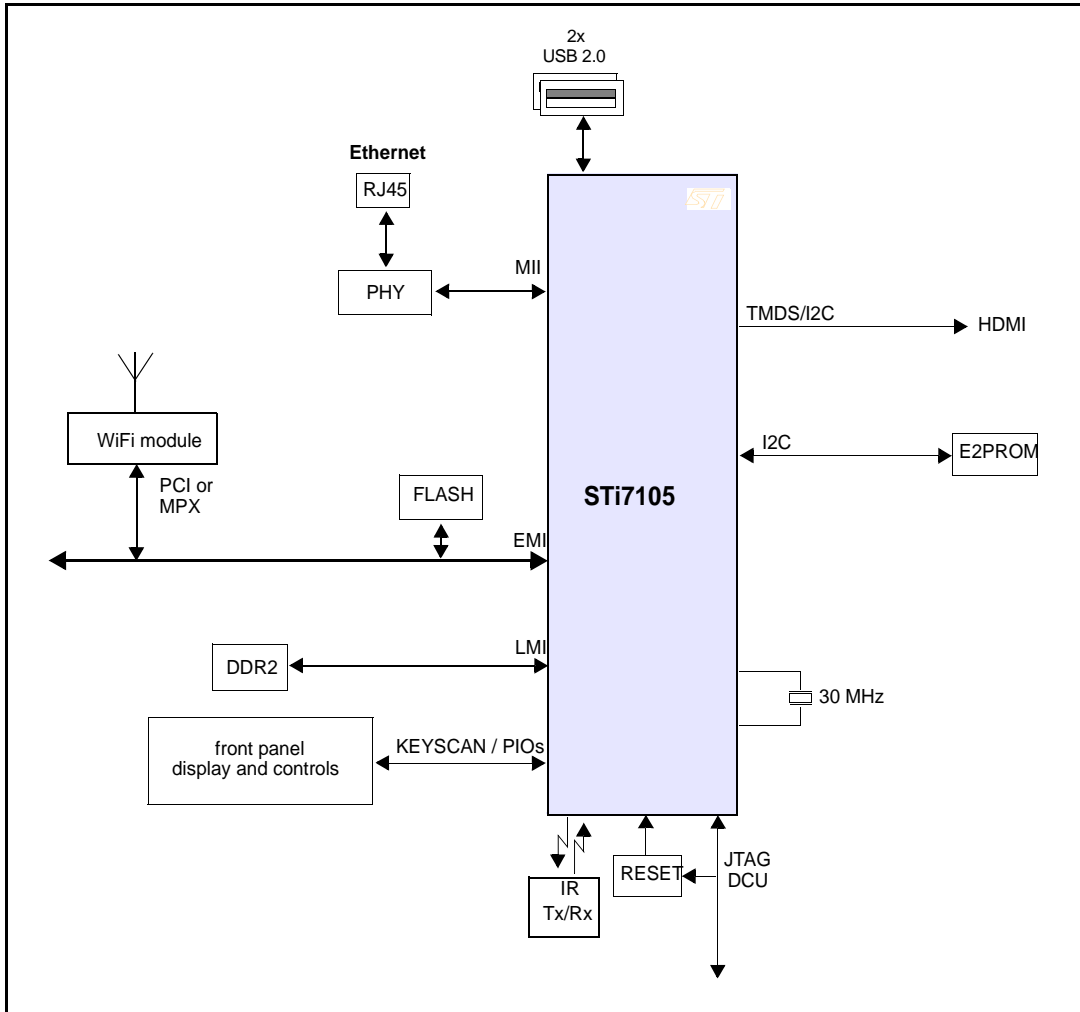 2x
USB 2.0
Ethernet
RJ45
STi
MII
PHY
TMDS/I2C
HDMI
WiFi module
I2C
E2PROM
PCI or
MPX
FLASH
STi7105
EMI
LMI
DDR2
30 MHz
front panel
display and controls
KEYSCAN / PIOs
RESET
JTAG
DCU
IR
Tx/Rx